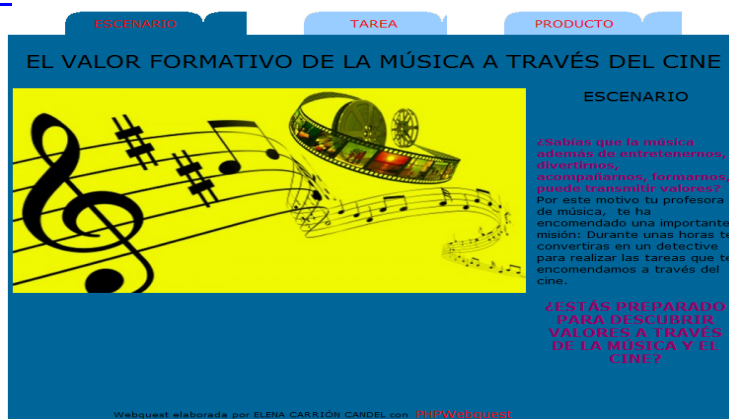 ESCENARIO
TAREA
PRODUCTO
EL VALOR FORMATIVO DE LA MÚSICA A TRAVÉS DEL CINE
ESCENARIO
¿Sabías que la música
además de entretenernos,
divertirnos,
acompañarnos, formarnos,
puede transmitir valores?
Por este motivo tu profesora
de música, te ha
encomendado una importante
misión: Durante unas horas te
convertiras en un detective
para realizar las tareas que te
encomendamos a través del
cine.
¿ESTÁS PREPARADO
PARA DESCUBRIR
VALORES A TRAVÉS
DE LA MÚSICA Y EL
CINE?
Webquest elaborada por ELENA CARRIÓN CANDEL con PHPWebquest